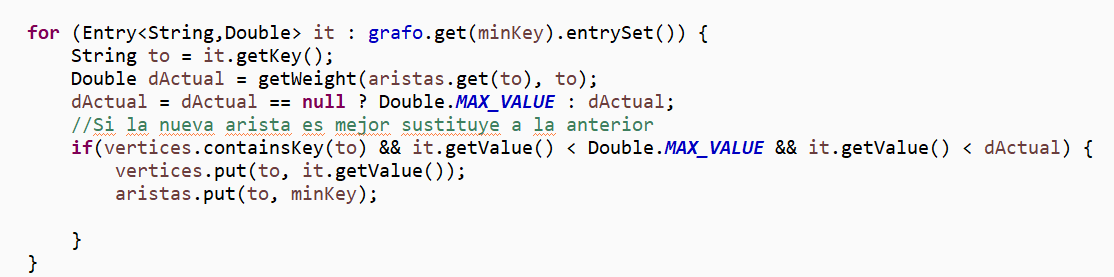 for (Entry<String,Double> it : grafo.get(minKey).entrySet()) {
    String to = it.getKey();
    Double dActual = getWeight(aristas.get(to), to);
    dActual = dActual == null ? Double.MAX_VALUE : dActual;
    //Si la nueva arista es mejor sustituye a la anterior
    if(vertices.containsKey(to) && it.getValue() < Double.MAX_VALUE && it.getValue() < dActual) {
        vertices.put(to, it.getValue());
        aristas.put(to, minKey);
    }
}